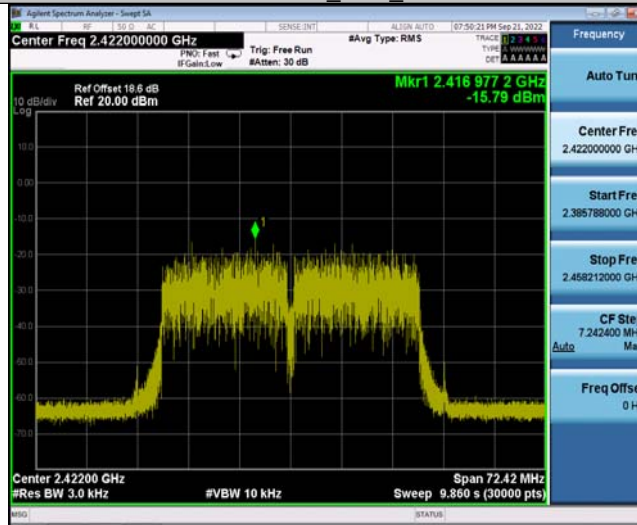 Agilent Spectrum Analyzer - Swept SA
RL RF 50 Ω AC SENSE:INT ALIGN AUTO 07:50:21 PM Sep 21, 2022
Center Freq 2.422000000 GHz
PNO: Fast
IFGain:Low
Trig: Free Run
#Atten: 30 dB
#Avg Type: RMS
TRACE 1 2 3 4 5
TYPE
DET A A A A A A
Frequency
Ref Offset 18.6 dB
Ref 20.00 dBm
Mkr1 2.416 977 2 GHz
-15.79 dBm
10 dB/div
Log
10.0
0.00
-10.0
-20.0
-30.0
-40.0
-50.0
-60.0
-70.0
1
Center 2.42200 GHz
#Res BW 3.0 kHz
#VBW 10 kHz
Span 72.42 MHz
Sweep 9.860 s (30000 pts)
Auto Tun
Center Fre
2.422000000 GH
Start Fre
2.385788000 GH
Stop Fre
2.458212000 GH
CF Ste
7.242400 MH
Auto Ma
Freq Offse
0 H
MSG STATUS